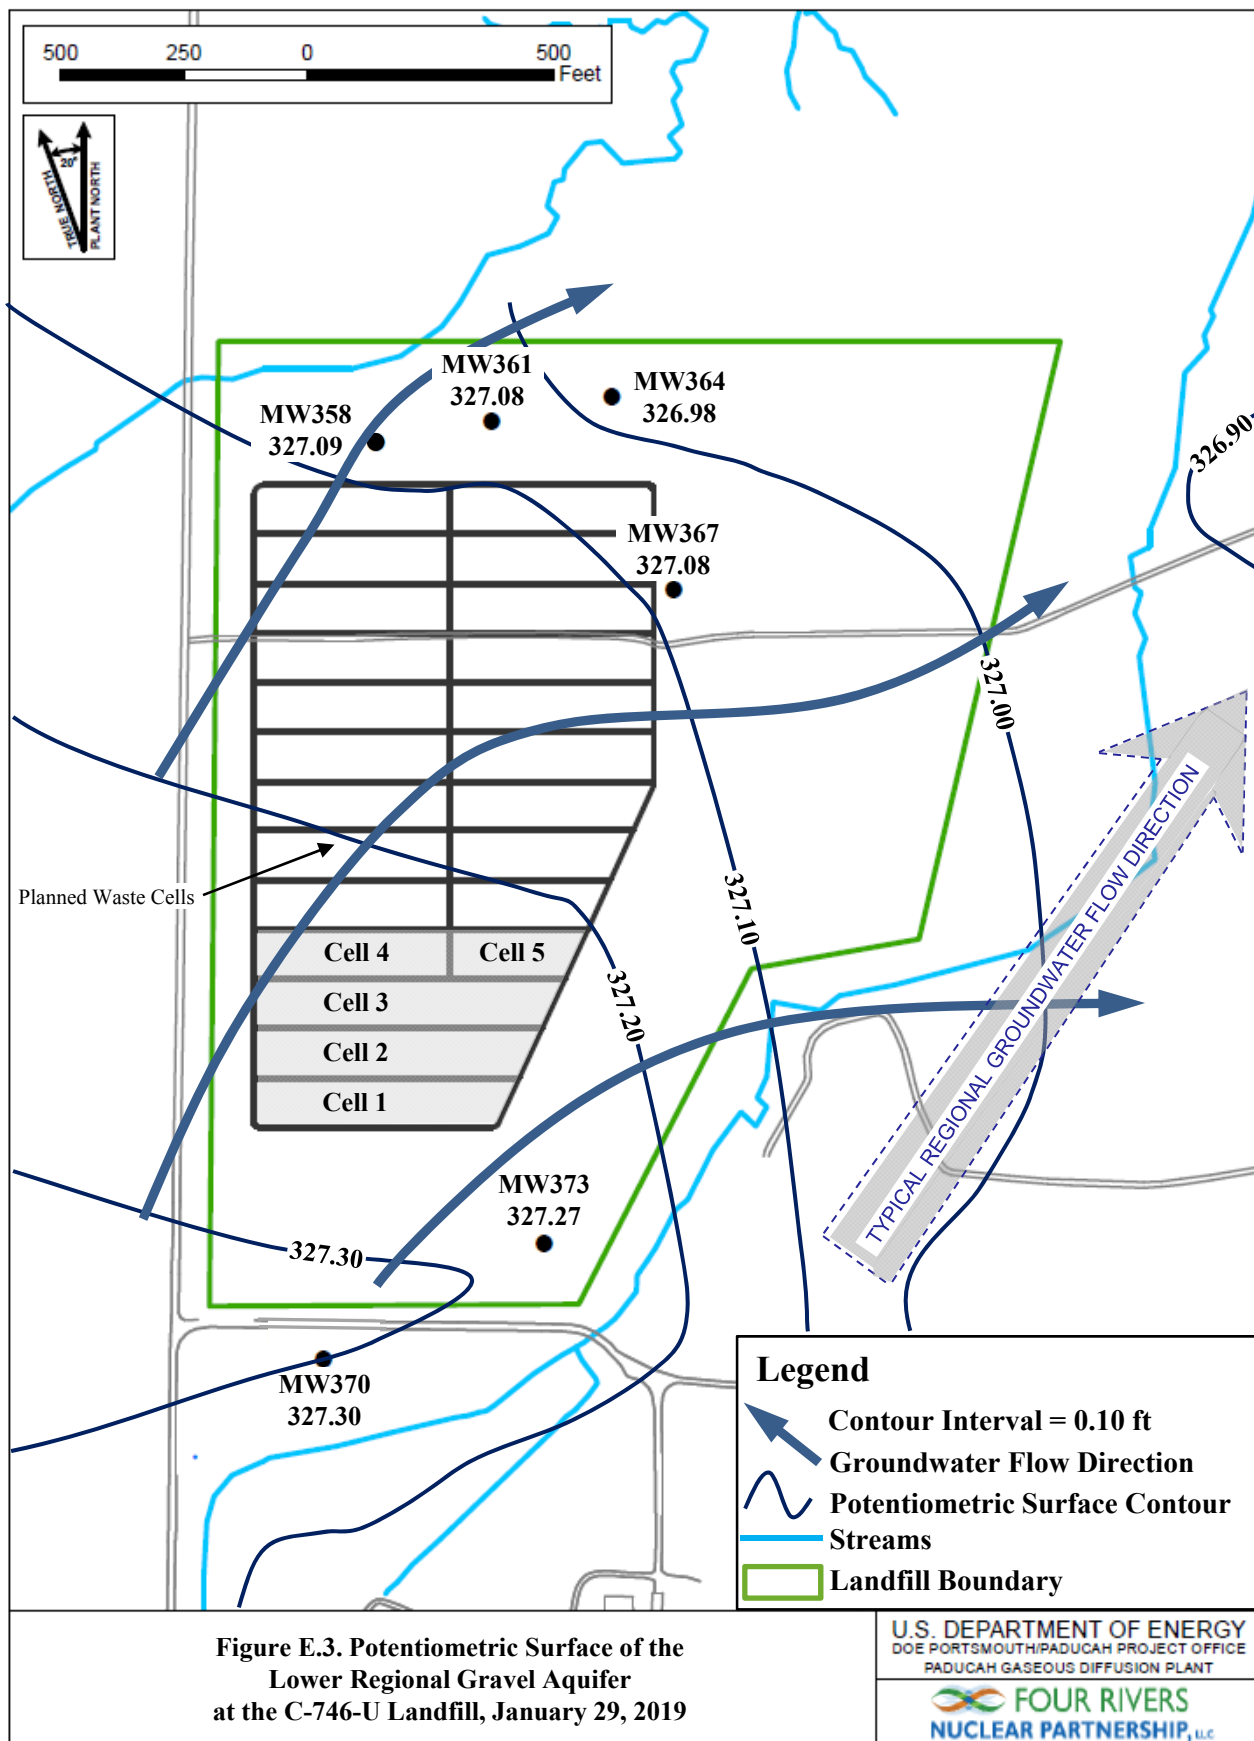 500 250 0 500
Feet
20°
TRUE NORTH
PLANT NORTH
MW361
327.08
MW364
326.98
MW358
327.09
326.90
MW367
327.08
327.00
TYPICAL REGIONAL GROUNDWATER FLOW DIRECTION
Planned Waste Cells
327.10
Cell 4 Cell 5
Cell 3
327.20
Cell 2
Cell 1
MW373
327.27
327.30
MW370
327.30
Legend
Contour Interval = 0.10 ft
Groundwater Flow Direction
Potentiometric Surface Contour
Streams
Landfill Boundary
Figure E.3. Potentiometric Surface of the
Lower Regional Gravel Aquifer
at the C-746-U Landfill, January 29, 2019
U.S. DEPARTMENT OF ENERGY
DOE PORTSMOUTH/PADUCAH PROJECT OFFICE
PADUCAH GASEOUS DIFFUSION PLANT
FOUR RIVERS
NUCLEAR PARTNERSHIP, LLC